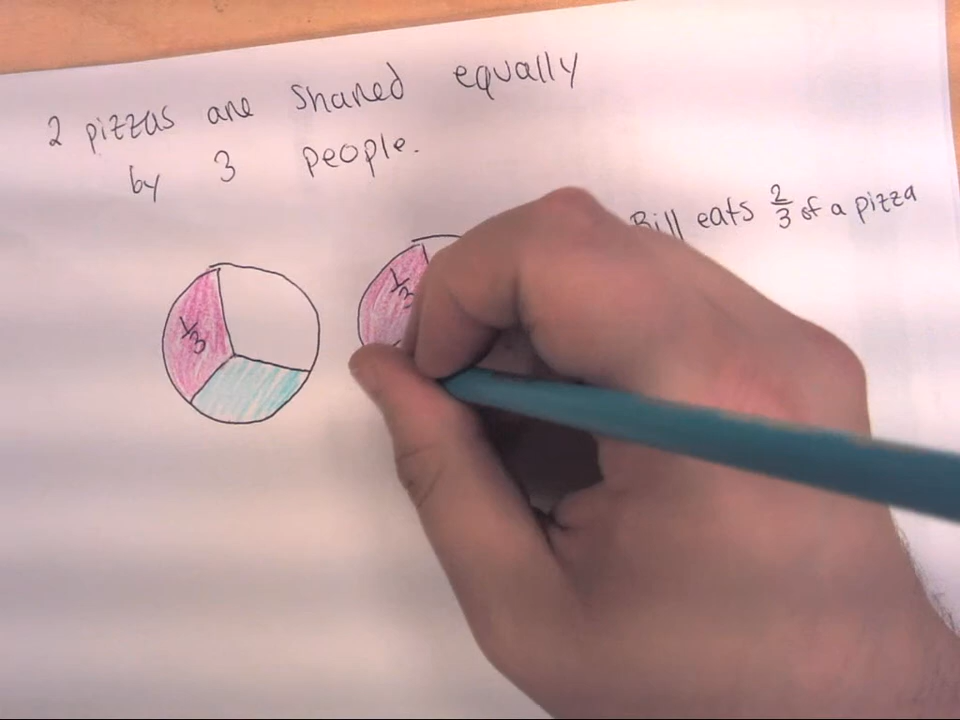 2 pizzas are shared equally
by 3 people.
Bill eats 2/3 of a pizza
1/3
1/3